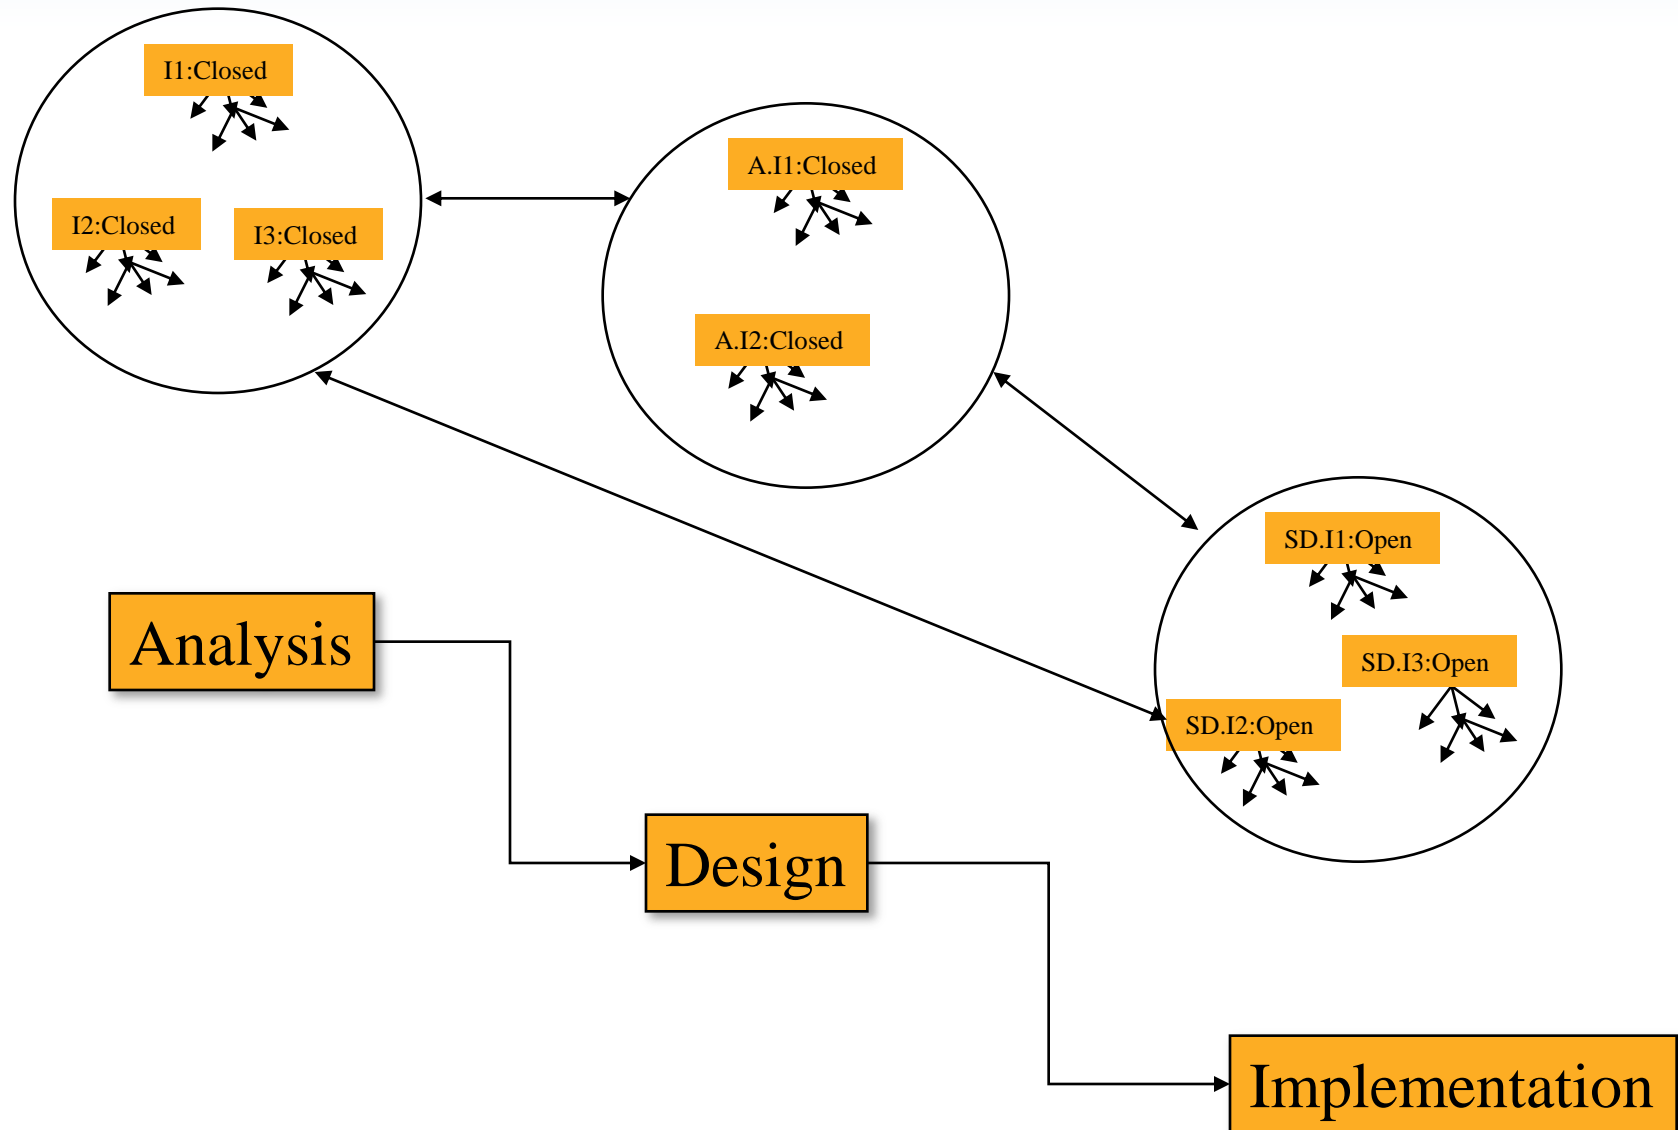 I1:Closed
I2:Closed
I3:Closed
A.I1:Closed
A.I2:Closed
SD.I1:Open
SD.I3:Open
SD.I2:Open
Analysis
Design
Implementation